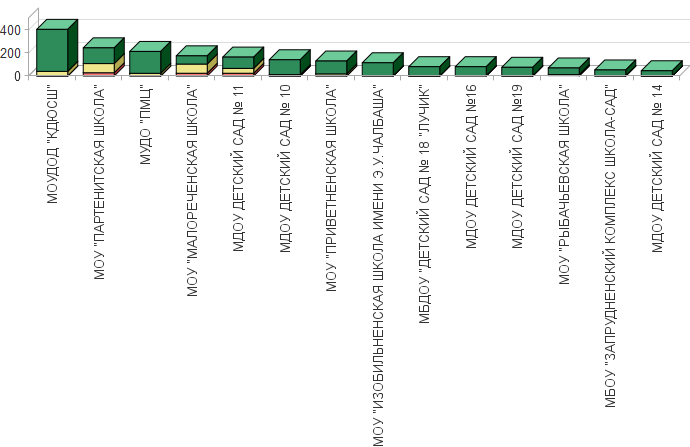 400
200
0
МОУДОД "КДЮСШ"
МОУ "ПАРТЕНИТСКАЯ ШКОЛА"
МУДО "ПМЦ"
МОУ "МАЛОРЕЧЕНСКАЯ ШКОЛА"
МДОУ ДЕТСКИЙ САД № 11
МДОУ ДЕТСКИЙ САД № 10
МОУ "ПРИВЕТНЕНСКАЯ ШКОЛА"
МОУ "ИЗОБИЛЬНЕНСКАЯ ШКОЛА ИМЕНИ Э.У.ЧАЛБАША"
МБДОУ "ДЕТСКИЙ САД № 18 "ЛУЧИК"
МДОУ ДЕТСКИЙ САД №16
МДОУ ДЕТСКИЙ САД №19
МОУ "РЫБАЧЬЕВСКАЯ ШКОЛА"
МБОУ "ЗАПРУДНЕНСКИЙ КОМПЛЕКС ШКОЛА-САД"
МДОУ ДЕТСКИЙ САД № 14